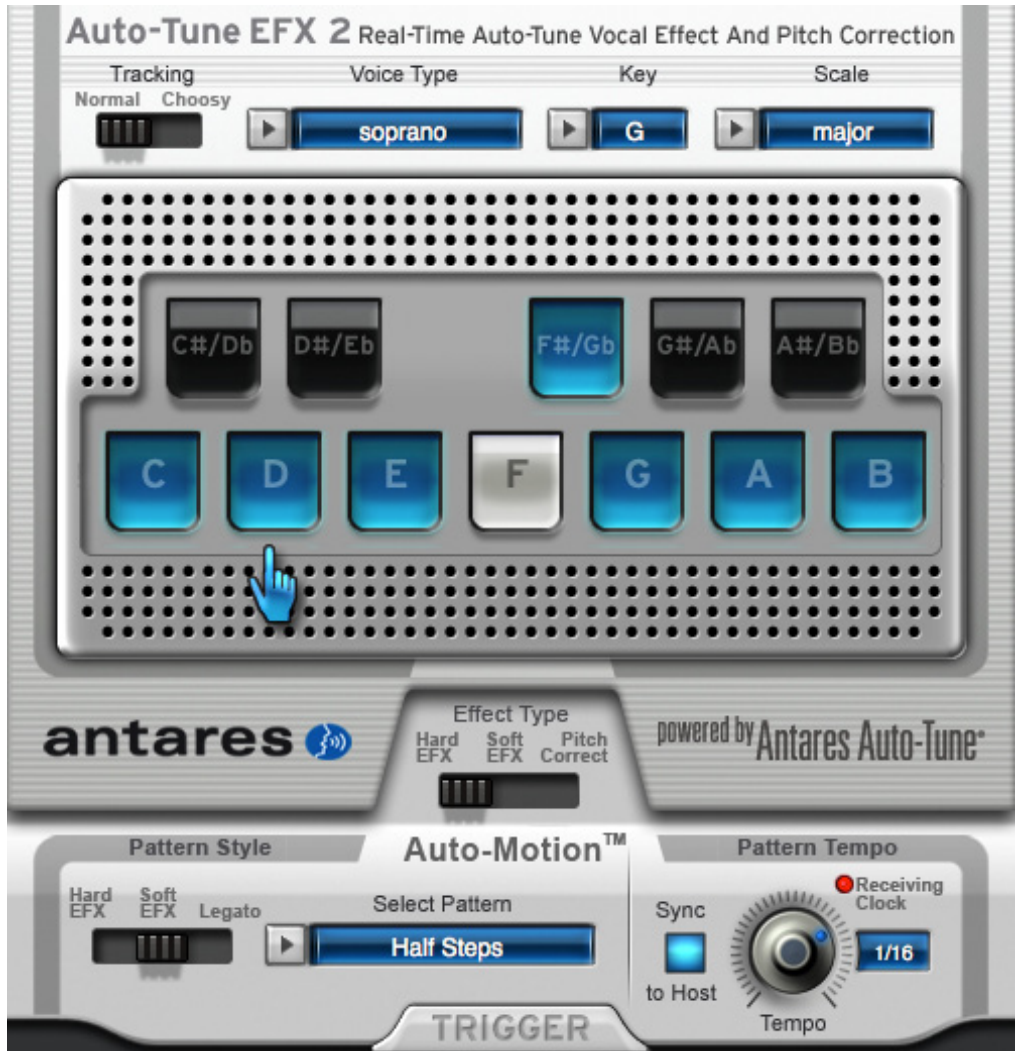 Auto-Tune EFX 2 Real-Time Auto-Tune Vocal Effect And Pitch Correction
Tracking Voice Type Key Scale
Normal Choosy
soprano G major
C#/Db D#/Eb F#/Gb G#/Ab A#/Bb
C D E F G A B
antares
Effect Type
Hard EFX Soft EFX Pitch Correct
powered by Antares Auto-Tune®
Pattern Style Auto-Motion™ Pattern Tempo
Hard EFX Soft EFX Legato
Select Pattern
Half Steps
Sync
to Host
Receiving
Clock
1/16
Tempo
TRIGGER